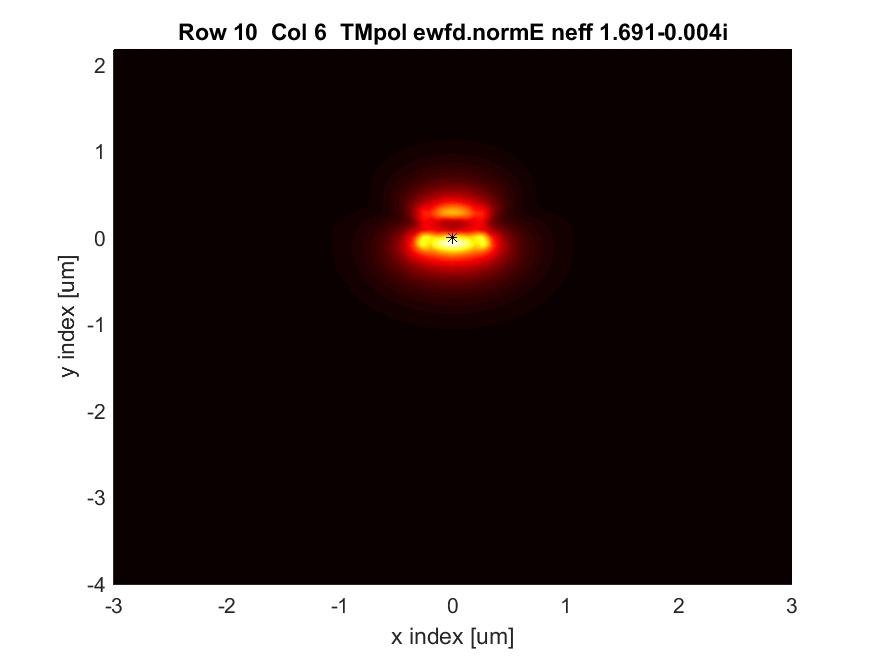 Row 10  Col 6  TMpol ewfd.normE neff 1.691-0.004i
2
1
0
-1
-2
-3
-4
y index [um]
-3 -2 -1 0 1 2 3
x index [um]